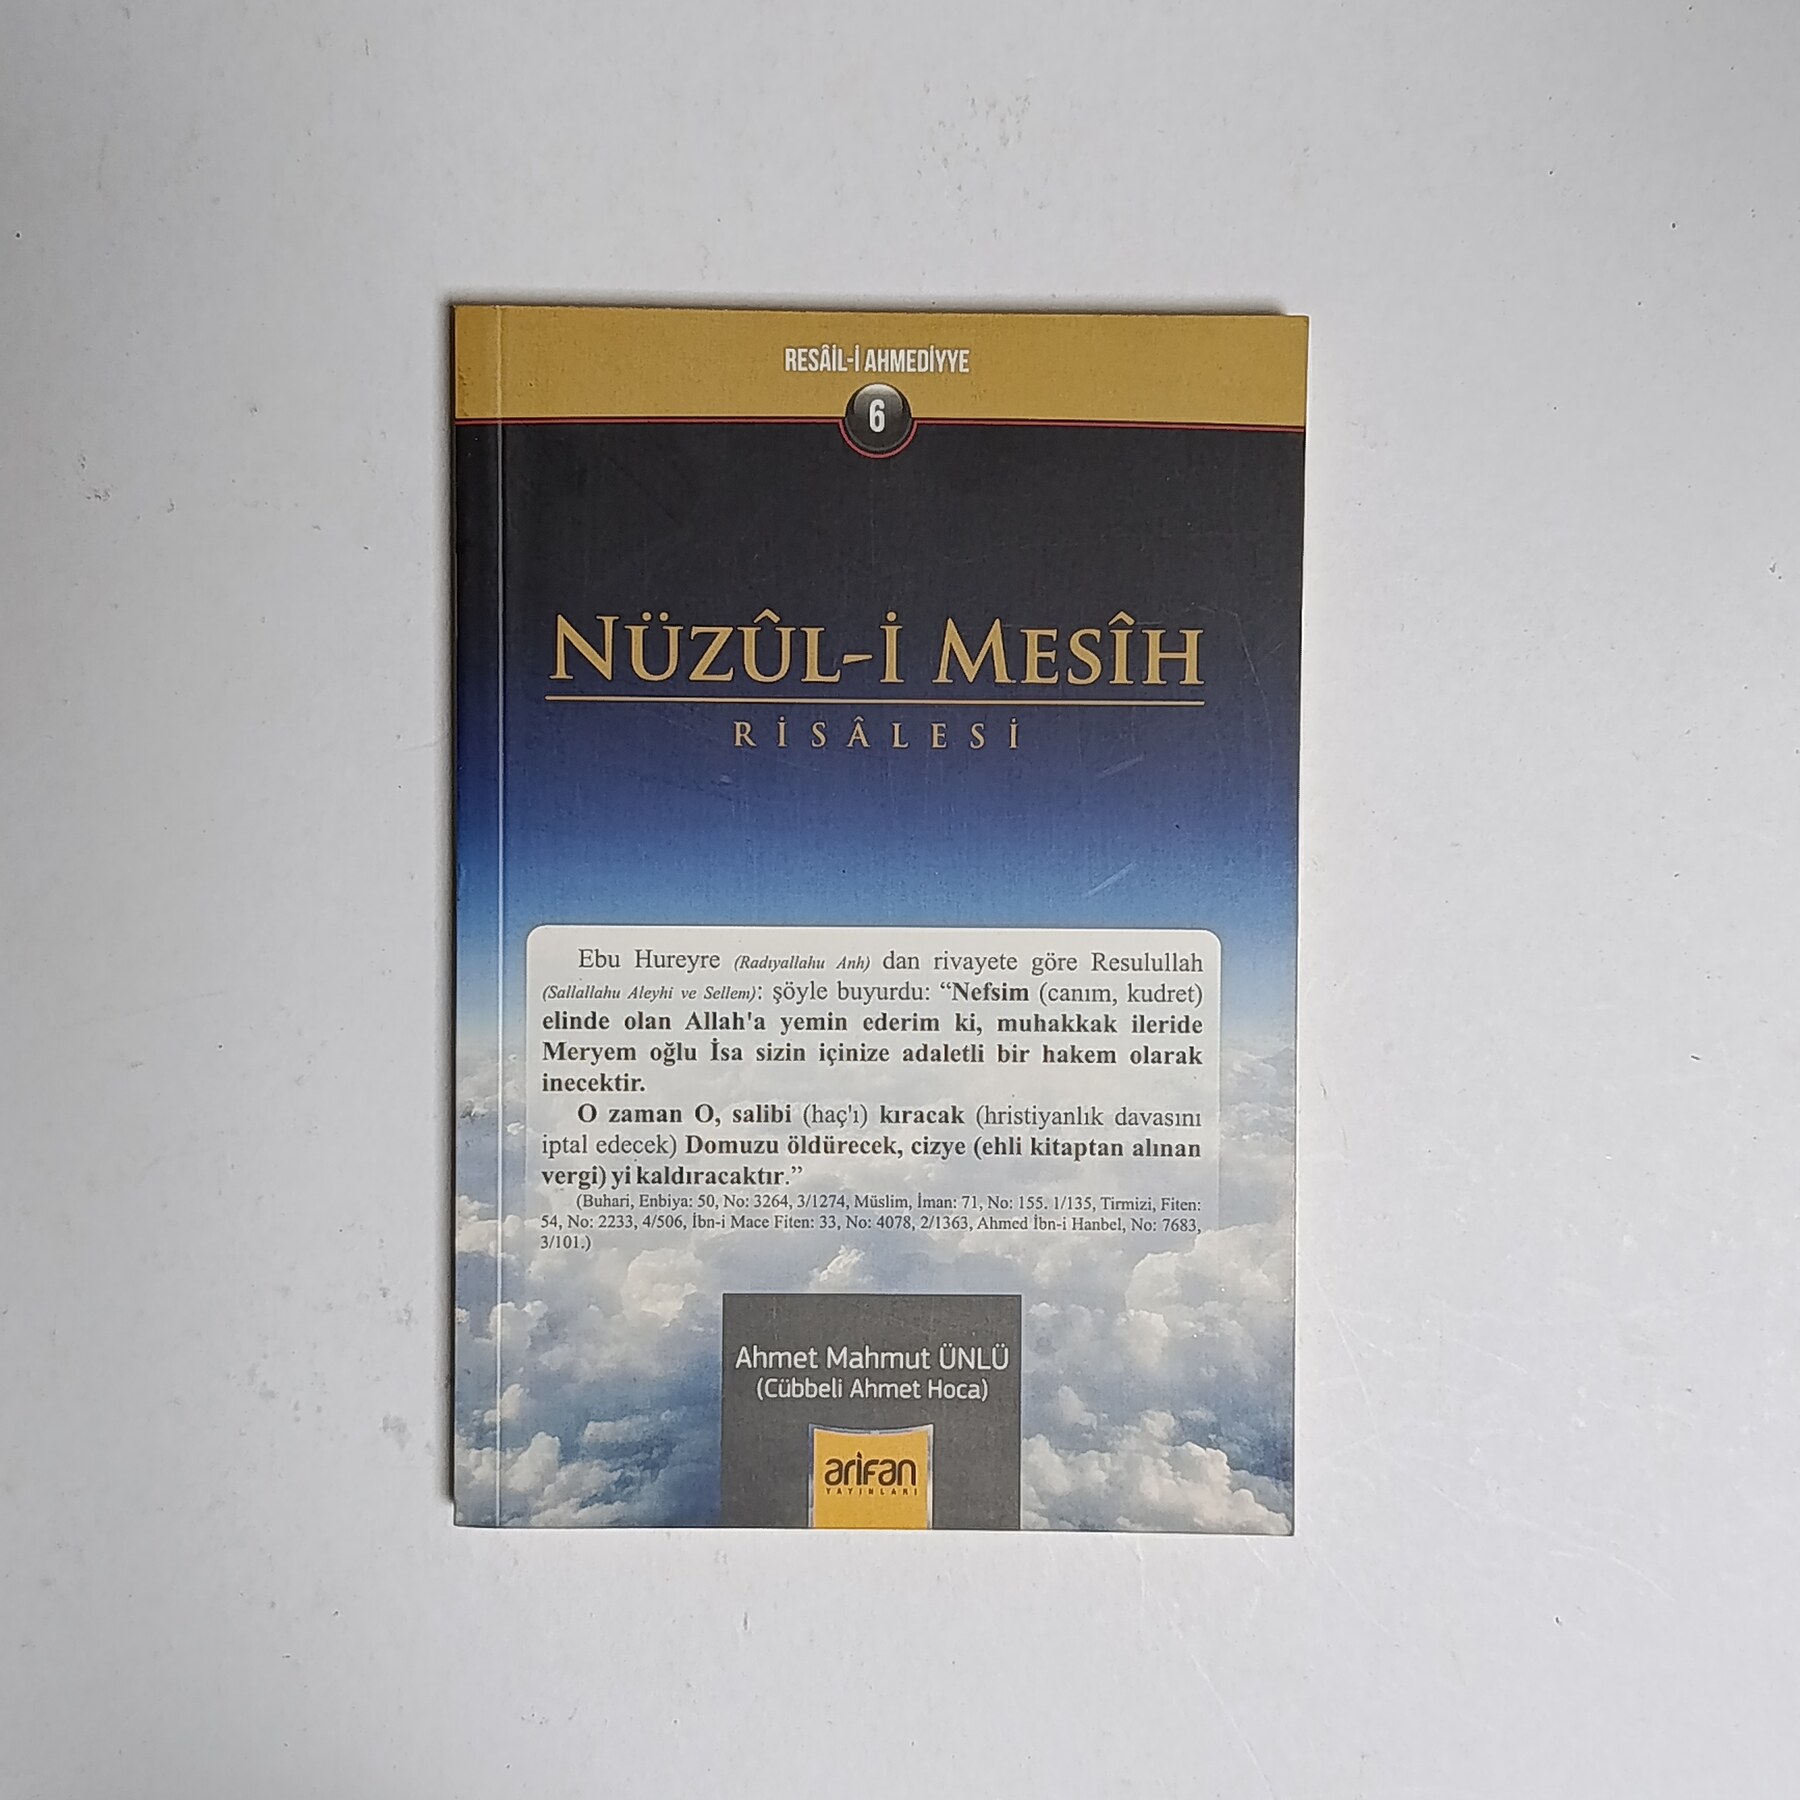 RESÂİL-İ AHMEDİYYE
6
NÜZÛL-İ MESÎH
RİSÂLESİ
Ebu Hureyre (Radıyallahu Anh) dan rivayete göre Resulullah
(Sallallahu Aleyhi ve Sellem): şöyle buyurdu: “Nefsim (canım, kudret)
elinde olan Allah'a yemin ederim ki, muhakkak ileride
Meryem oğlu İsa sizin içinize adaletli bir hakem olarak
inecektir.
O zaman O, salibi (haç'ı) kıracak (hristiyanlık davasını
iptal edecek) Domuzu öldürecek, cizye (ehli kitaptan alınan
vergi) yi kaldıracaktır.”
(Buhari, Enbiya: 50, No: 3264, 3/1274, Müslim, İman: 71, No: 155. 1/135, Tirmizi, Fiten:
54, No: 2233, 4/506, İbn-i Mace Fiten: 33, No: 4078, 2/1363, Ahmed İbn-i Hanbel, No: 7683,
3/101.)
Ahmet Mahmut ÜNLÜ
(Cübbeli Ahmet Hoca)
arifan
YAYINLARI